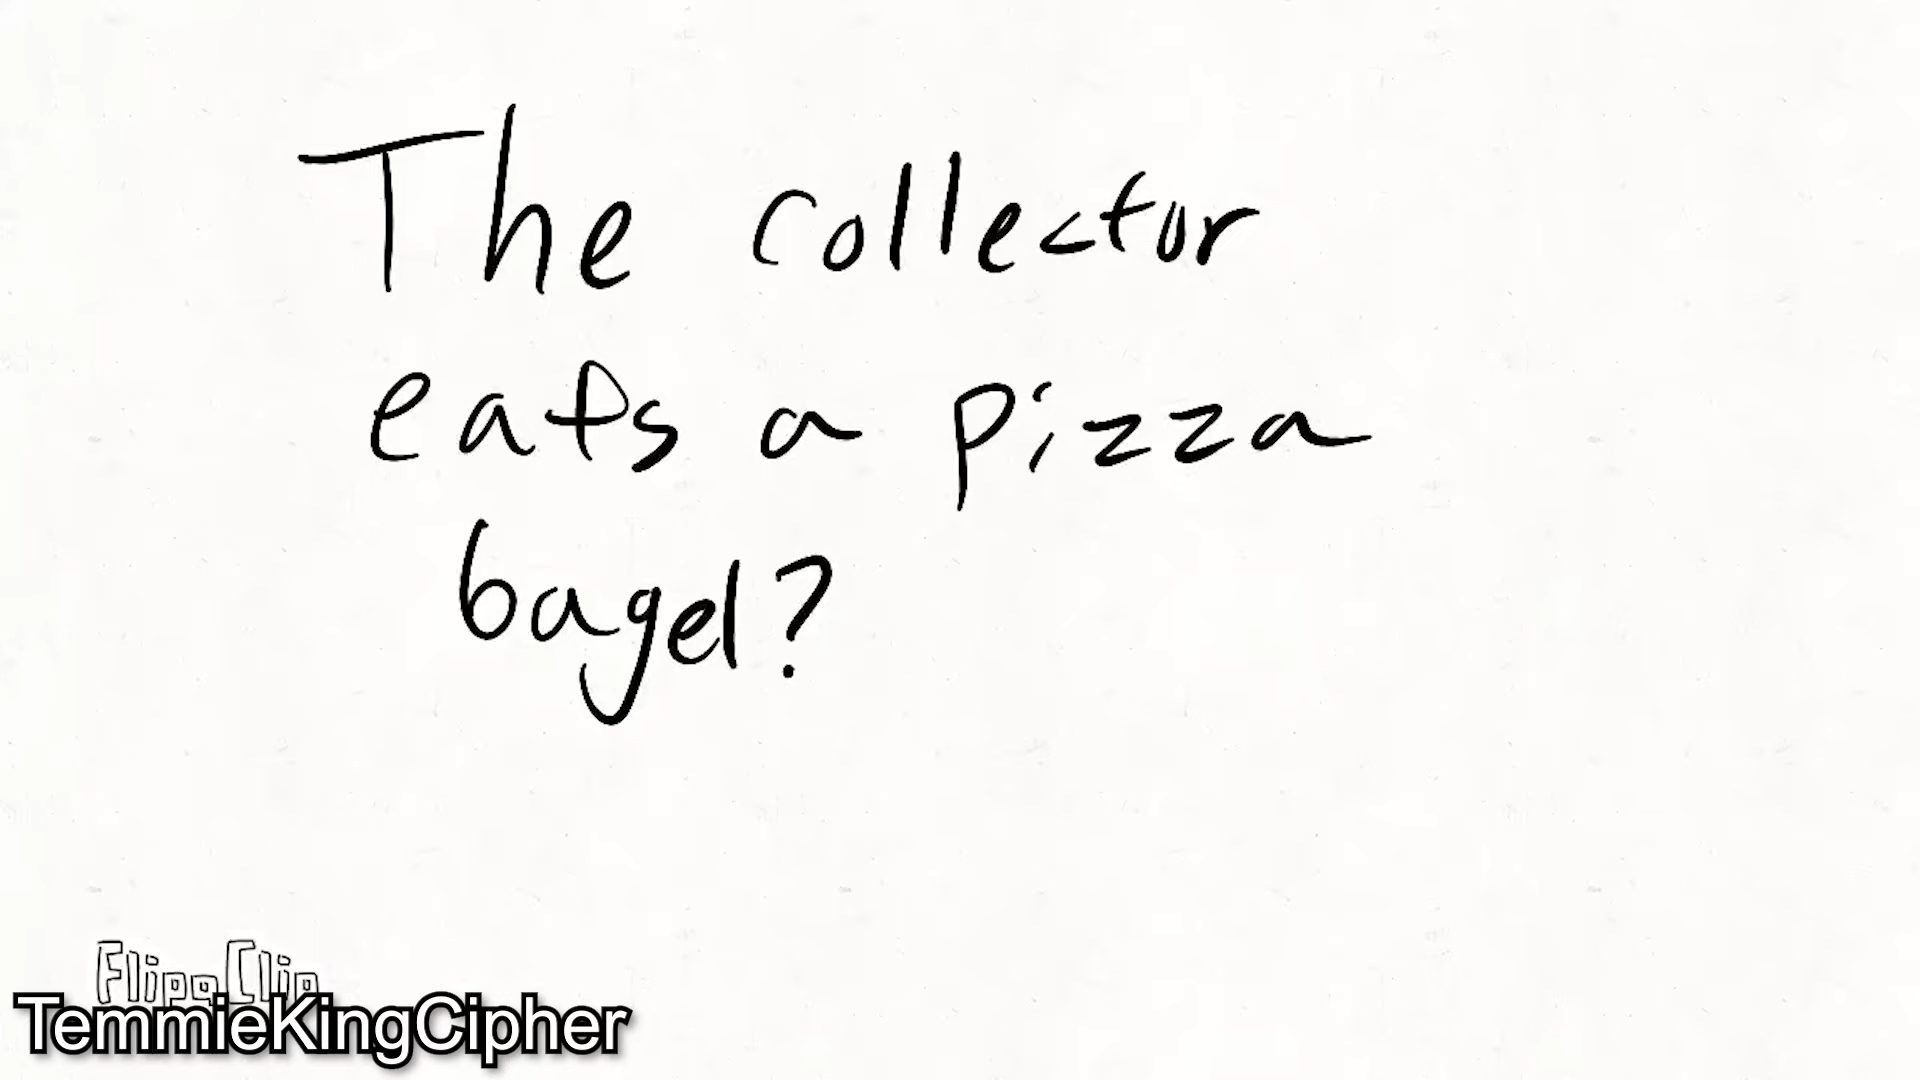 The collector
eats a pizza
bagel?
FlipaClip
TemmieKingCipher